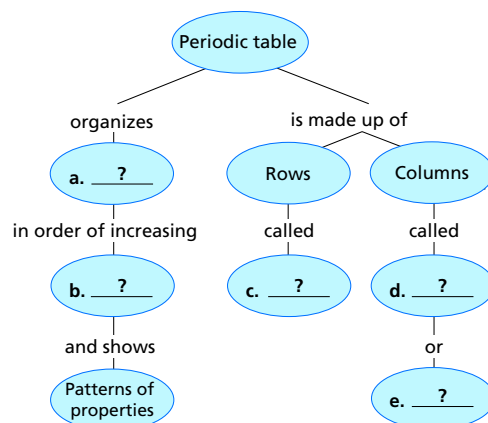 Periodic table
organizes
is made up of
a. ?
Rows
Columns
in order of increasing
called
called
b. ?
c. ?
d. ?
and shows
or
Patterns of
properties
e. ?